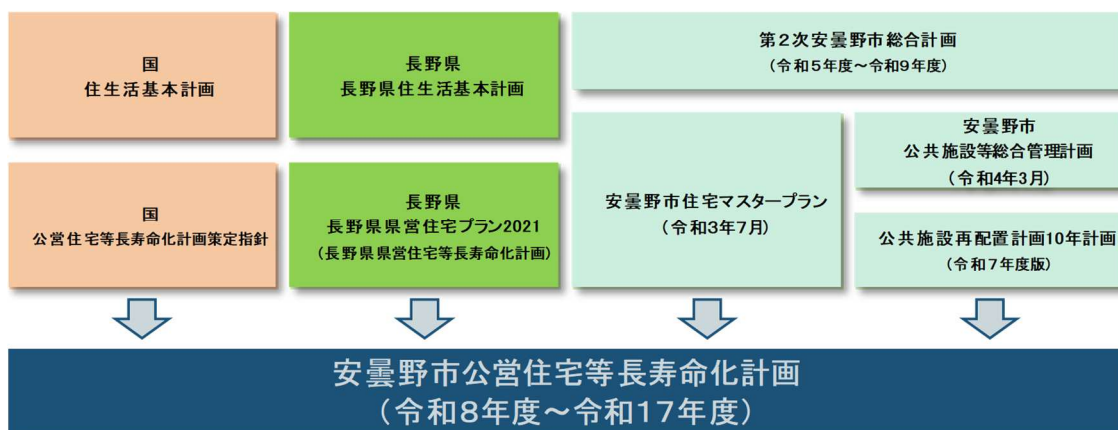 国
住生活基本計画
長野県
長野県住生活基本計画
第2次安曇野市総合計画
(令和5年度～令和9年度)
国
公営住宅等長寿命化計画策定指針
長野県
長野県県営住宅プラン2021
(長野県県営住宅等長寿命化計画)
安曇野市住宅マスタープラン
(令和3年7月)
安曇野市
公共施設等総合管理計画
(令和4年3月)
公共施設再配置計画10年計画
(令和7年度版)
安曇野市公営住宅等長寿命化計画
(令和8年度～令和17年度)